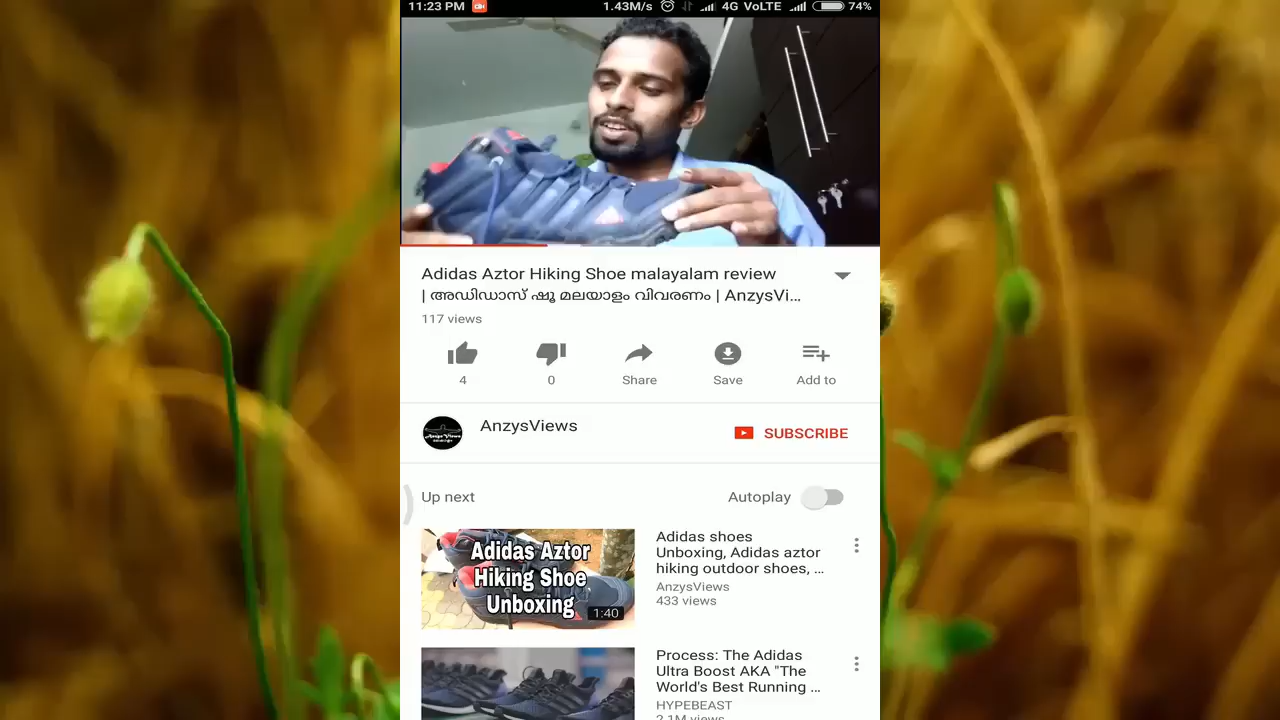 11:23 PM 1.43M/s 4G VoLTE 74%
Adidas Aztor Hiking Shoe malayalam review
| അഡിഡാസ് ഷൂ മലയാളം വിവരണം | AnzysVi...
117 views
4 0 Share Save Add to
AnzysViews SUBSCRIBE
Up next Autoplay
Adidas Aztor
Hiking Shoe
Unboxing
1:40
Adidas shoes
Unboxing, Adidas aztor
hiking outdoor shoes, ...
AnzysViews
433 views
Process: The Adidas
Ultra Boost AKA "The
World's Best Running ...
HYPEBEAST
2.1M views